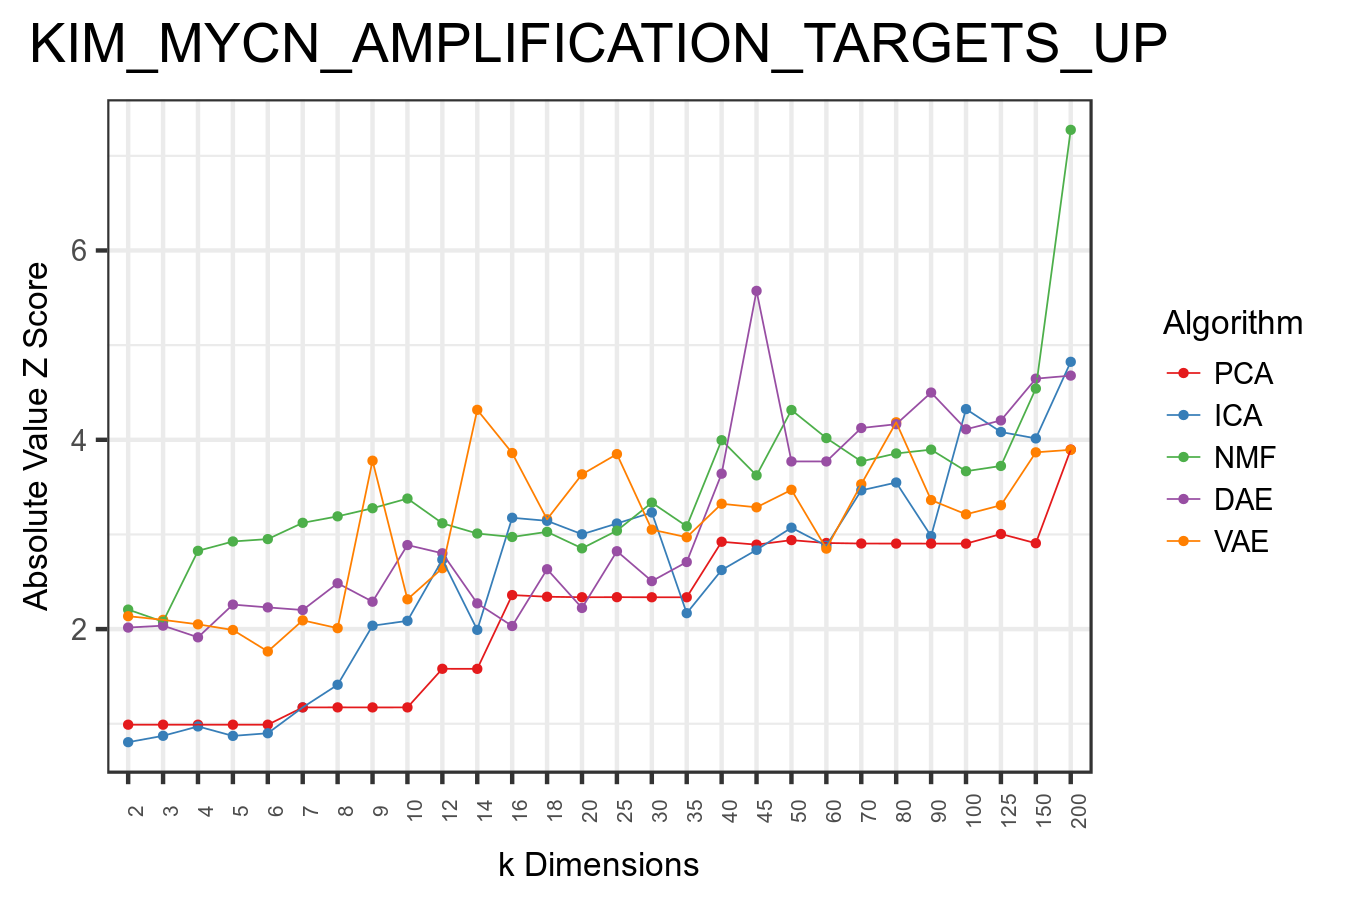 KIM_MYCN_AMPLIFICATION_TARGETS_UP
Absolute Value Z Score
6
4
2
2 3 4 5 6 7 8 9 10 12 14 16 18 20 25 30 35 40 45 50 60 70 80 90 100 125 150 200
k Dimensions
Algorithm
PCA
ICA
NMF
DAE
VAE